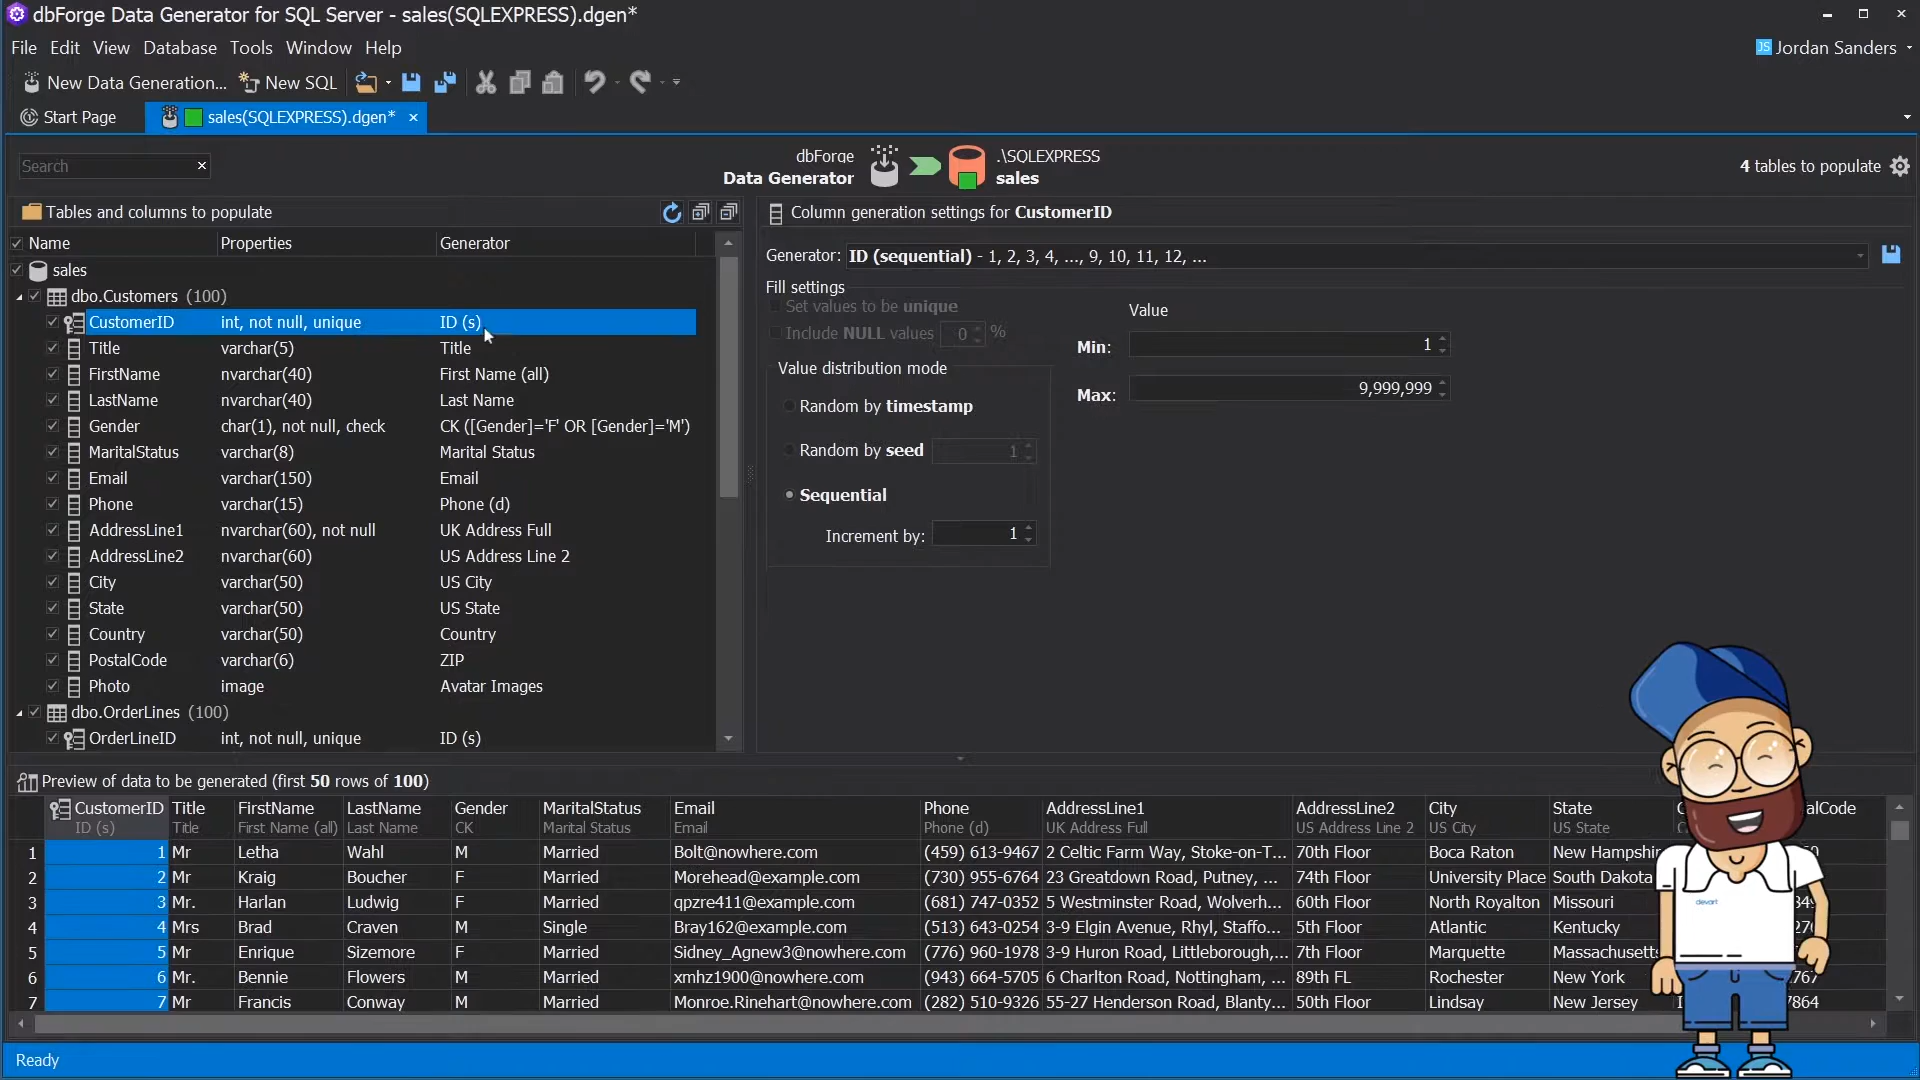 dbForge Data Generator for SQL Server - sales(SQLEXPRESS).dgen*
File Edit View Database Tools Window Help
JS Jordan Sanders
New Data Generation... New SQL
Start Page sales(SQLEXPRESS).dgen*
Search
dbForge
Data Generator
.\SQLEXPRESS
sales
4 tables to populate
Tables and columns to populate
Name Properties Generator
sales
dbo.Customers (100)
CustomerID int, not null, unique ID (s)
Title varchar(5) Title
FirstName nvarchar(40) First Name (all)
LastName nvarchar(40) Last Name
Gender char(1), not null, check CK ([Gender]='F' OR [Gender]='M')
MaritalStatus varchar(8) Marital Status
Email varchar(150) Email
Phone varchar(15) Phone (d)
AddressLine1 nvarchar(60), not null UK Address Full
AddressLine2 nvarchar(60) US Address Line 2
City varchar(50) US City
State varchar(50) US State
Country varchar(50) Country
PostalCode varchar(6) ZIP
Photo image Avatar Images
dbo.OrderLines (100)
OrderLineID int, not null, unique ID (s)
Column generation settings for CustomerID
Generator: ID (sequential) - 1, 2, 3, 4, ..., 9, 10, 11, 12, ...
Fill settings
Set values to be unique
Include NULL values 0 %
Value distribution mode
Random by timestamp
Random by seed 1
Sequential
Increment by: 1
Value
Min: 1
Max: 9,999,999
Preview of data to be generated (first 50 rows of 100)
CustomerID Title FirstName LastName Gender MaritalStatus Email Phone AddressLine1 AddressLine2 City State alCode
ID (s) Title First Name (all) Last Name CK Marital Status Email Phone (d) UK Address Full US Address Line 2 US City US State
1 1 Mr Letha Wahl M Married Bolt@nowhere.com (459) 613-9467 2 Celtic Farm Way, Stoke-on-T... 70th Floor Boca Raton New Hampshir
2 2 Mr Kraig Boucher F Married Morehead@example.com (730) 955-6764 23 Greatdown Road, Putney, ... 74th Floor University Place South Dakota
3 3 Mr. Harlan Ludwig F Married qpzre411@example.com (681) 747-0352 5 Westminster Road, Wolverh... 60th Floor North Royalton Missouri
4 4 Mrs Brad Craven M Single Bray162@example.com (513) 643-0254 3-9 Elgin Avenue, Rhyl, Staffo... 5th Floor Atlantic Kentucky
5 5 Mr Enrique Sizemore F Married Sidney_Agnew3@nowhere.com (776) 960-1978 3-9 Huron Road, Littleborough,... 7th Floor Marquette Massachusetts
6 6 Mr. Bennie Flowers M Married xmhz1900@nowhere.com (943) 664-5705 6 Charlton Road, Nottingham, ... 89th FL Rochester New York 767
7 7 Mr Francis Conway M Married Monroe.Rinehart@nowhere.com (282) 510-9326 55-27 Henderson Road, Blanty... 50th Floor Lindsay New Jersey 7864
devart
Ready